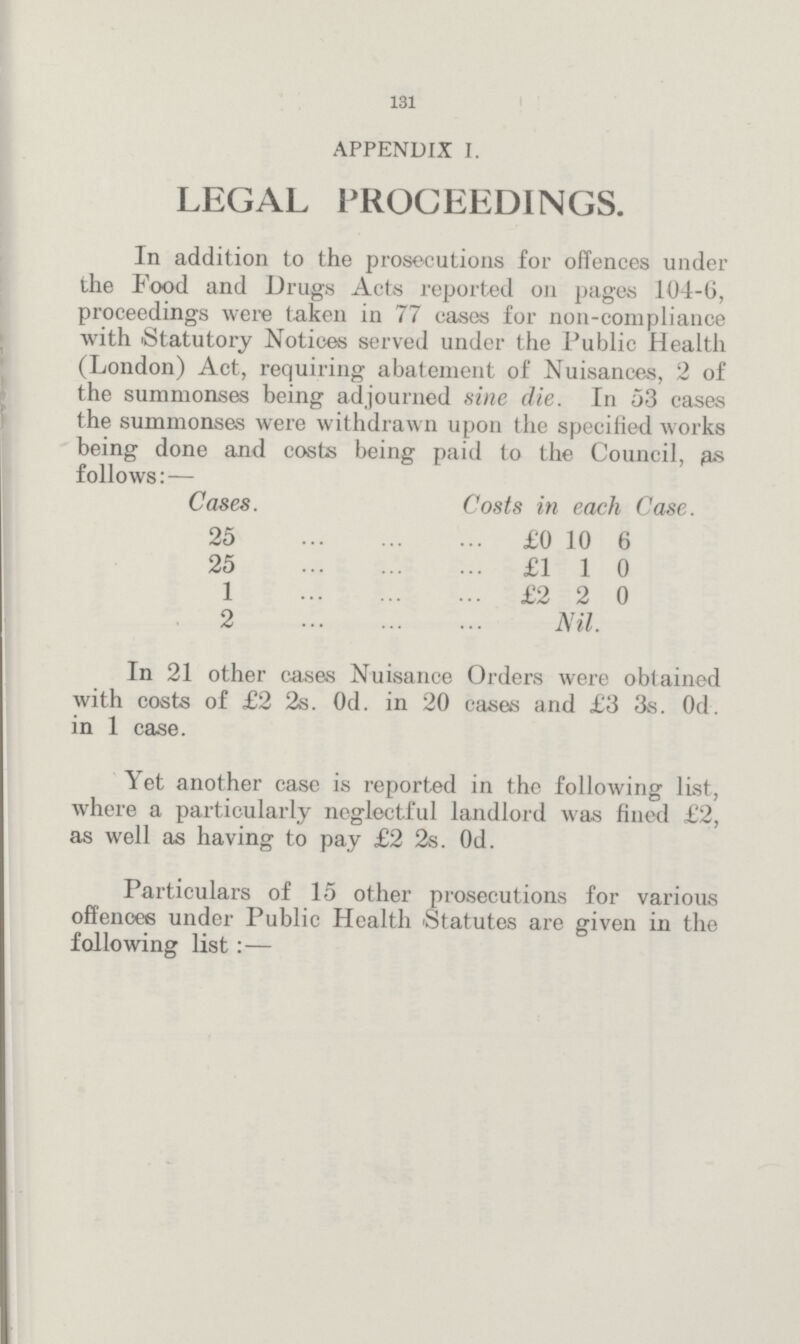 131
APPENDIX I.
LEGAL PROCEEDINGS.
In addition to the prosecutions for offences under
the Food and Drugs Acts reported on pages 104-6,
proceedings were taken in 77 cases for non-compliance
with Statutory Notices served under the Public Health
(London) Act, requiring abatement of Nuisances, 2 of
the summonses being adjourned sine die. In 53 cases
the summonses were withdrawn upon the specified works
being done and costs being paid to the Council, as
follows:—
Cases. Costs in each Case.
25 ... ... ... £0 10 6
25 ... ... ... £1 1 0
1 ... ... ... £2 2 0
2 ... ... ... Nil.
In 21 other cases Nuisance Orders were obtained
with costs of £2 2s. 0d. in 20 cases and £3 3s. 0d.
in 1 case.
Yet another case is reported in the following list,
where a particularly neglectful landlord was fined £2,
as well as having to pay £2 2s. 0d.
Particulars of 15 other prosecutions for various
offences under Public Health Statutes are given in the
following list :—